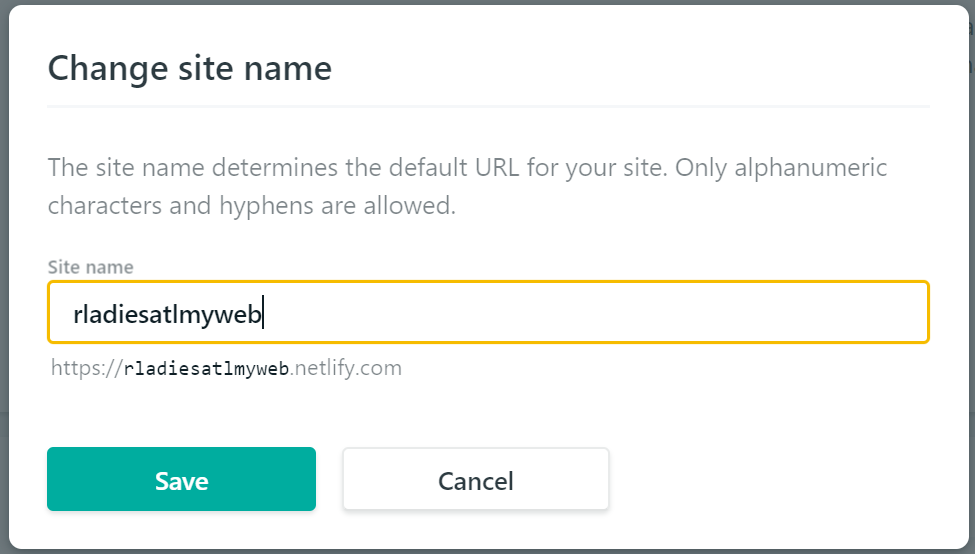 Change site name
The site name determines the default URL for your site. Only alphanumeric
characters and hyphens are allowed.
Site name
rladiesatlmyweb
https://rladiesatlmyweb.netlify.com
Save Cancel